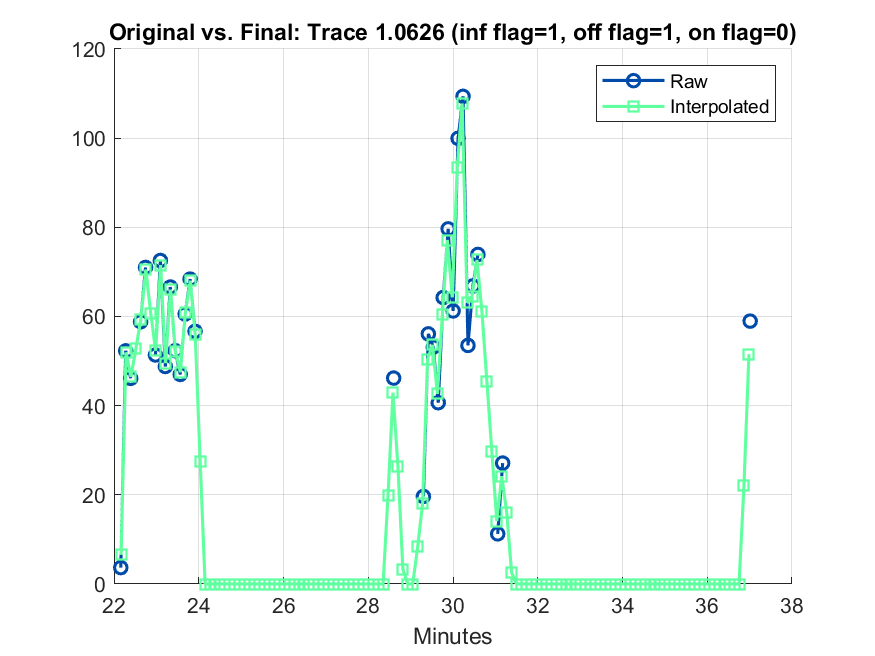 Original vs. Final: Trace 1.0626 (inf flag=1, off flag=1, on flag=0)
120
100
80
60
40
20
0
Raw
Interpolated
22 24 26 28 30 32 34 36 38
Minutes